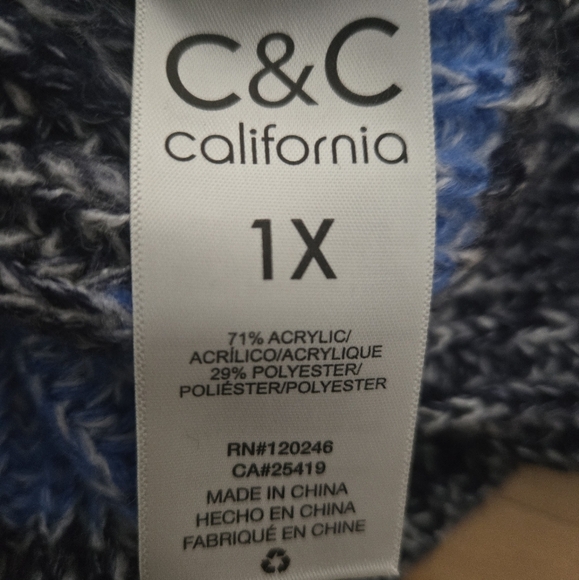 C&C
california
1X
71% ACRYLIC/
ACRÍLICO/ACRYLIQUE
29% POLYESTER/
POLIÉSTER/POLYESTER
RN#120246
CA#25419
MADE IN CHINA
HECHO EN CHINA
FABRIQUÉ EN CHINE